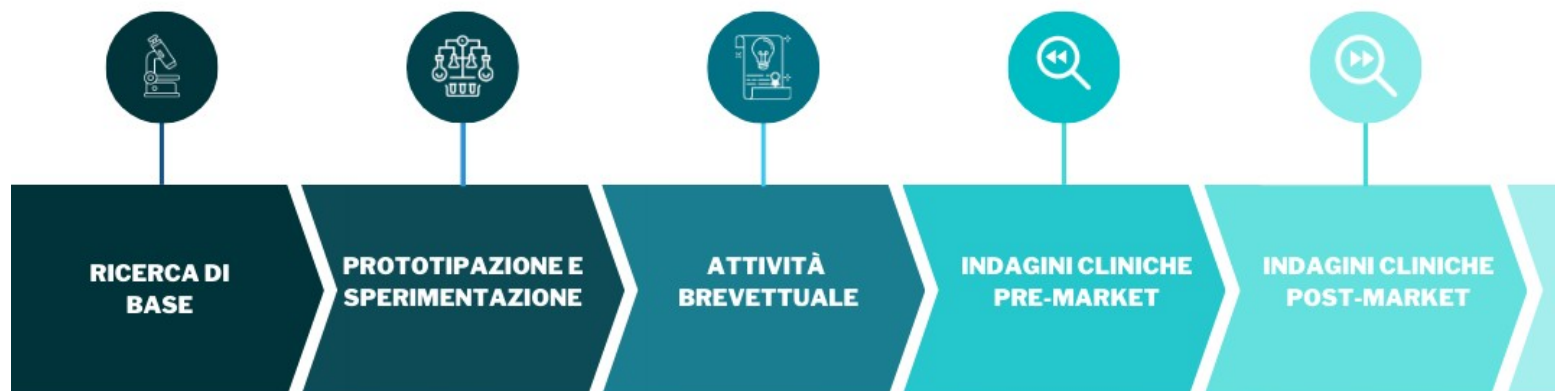 RICERCA DI
BASE
PROTOTIPAZIONE E
SPERIMENTAZIONE
ATTIVITÀ
BREVETTUALE
INDAGINI CLINICHE
PRE-MARKET
INDAGINI CLINICHE
POST-MARKET